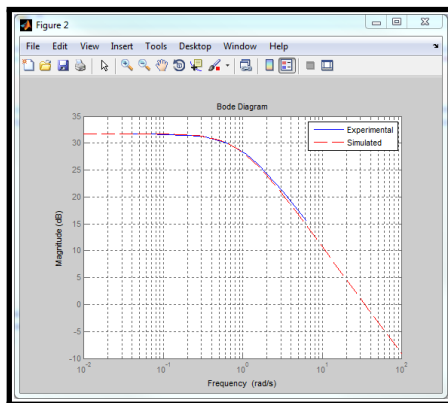 Figure 2
File Edit View Insert Tools Desktop Window Help
Bode Diagram
Experimental
Simulated
35
30
25
20
15
10
5
0
-5
-10
Magnitude (dB)
10⁻² 10⁻¹ 10⁰ 10¹ 10²
Frequency (rad/s)